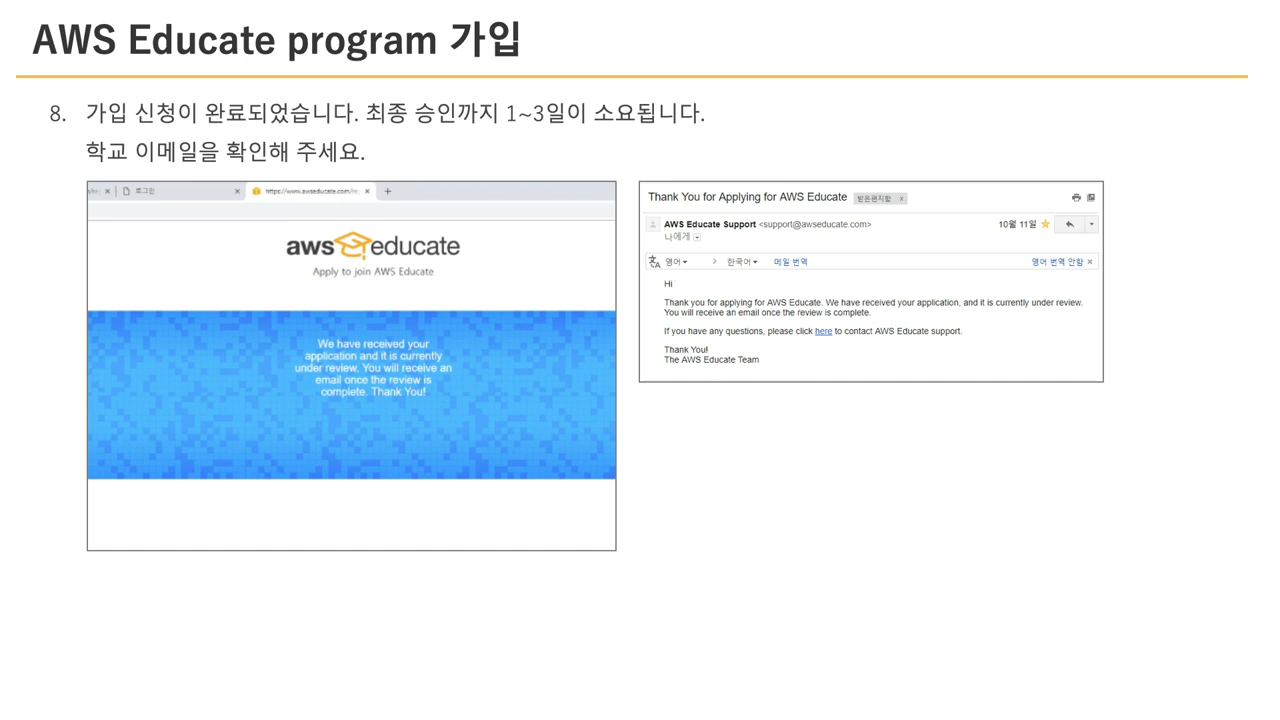 AWS Educate program 가입
8. 가입 신청이 완료되었습니다. 최종 승인까지 1~3일이 소요됩니다.
학교 이메일을 확인해 주세요.
로그인
https://www.awseducate.com/re
aws educate
Apply to join AWS Educate
We have received your
application and it is currently
under review. You will receive an
email once the review is
complete. Thank You!
Thank You for Applying for AWS Educate 받은편지함 x
AWS Educate Support <support@awseducate.com> 10월 11일
나에게
영어 > 한국어 메일 번역 영어 번역 안함 ×
Hi
Thank you for applying for AWS Educate. We have received your application, and it is currently under review.
You will receive an email once the review is complete.
If you have any questions, please click here to contact AWS Educate support.
Thank You!
The AWS Educate Team